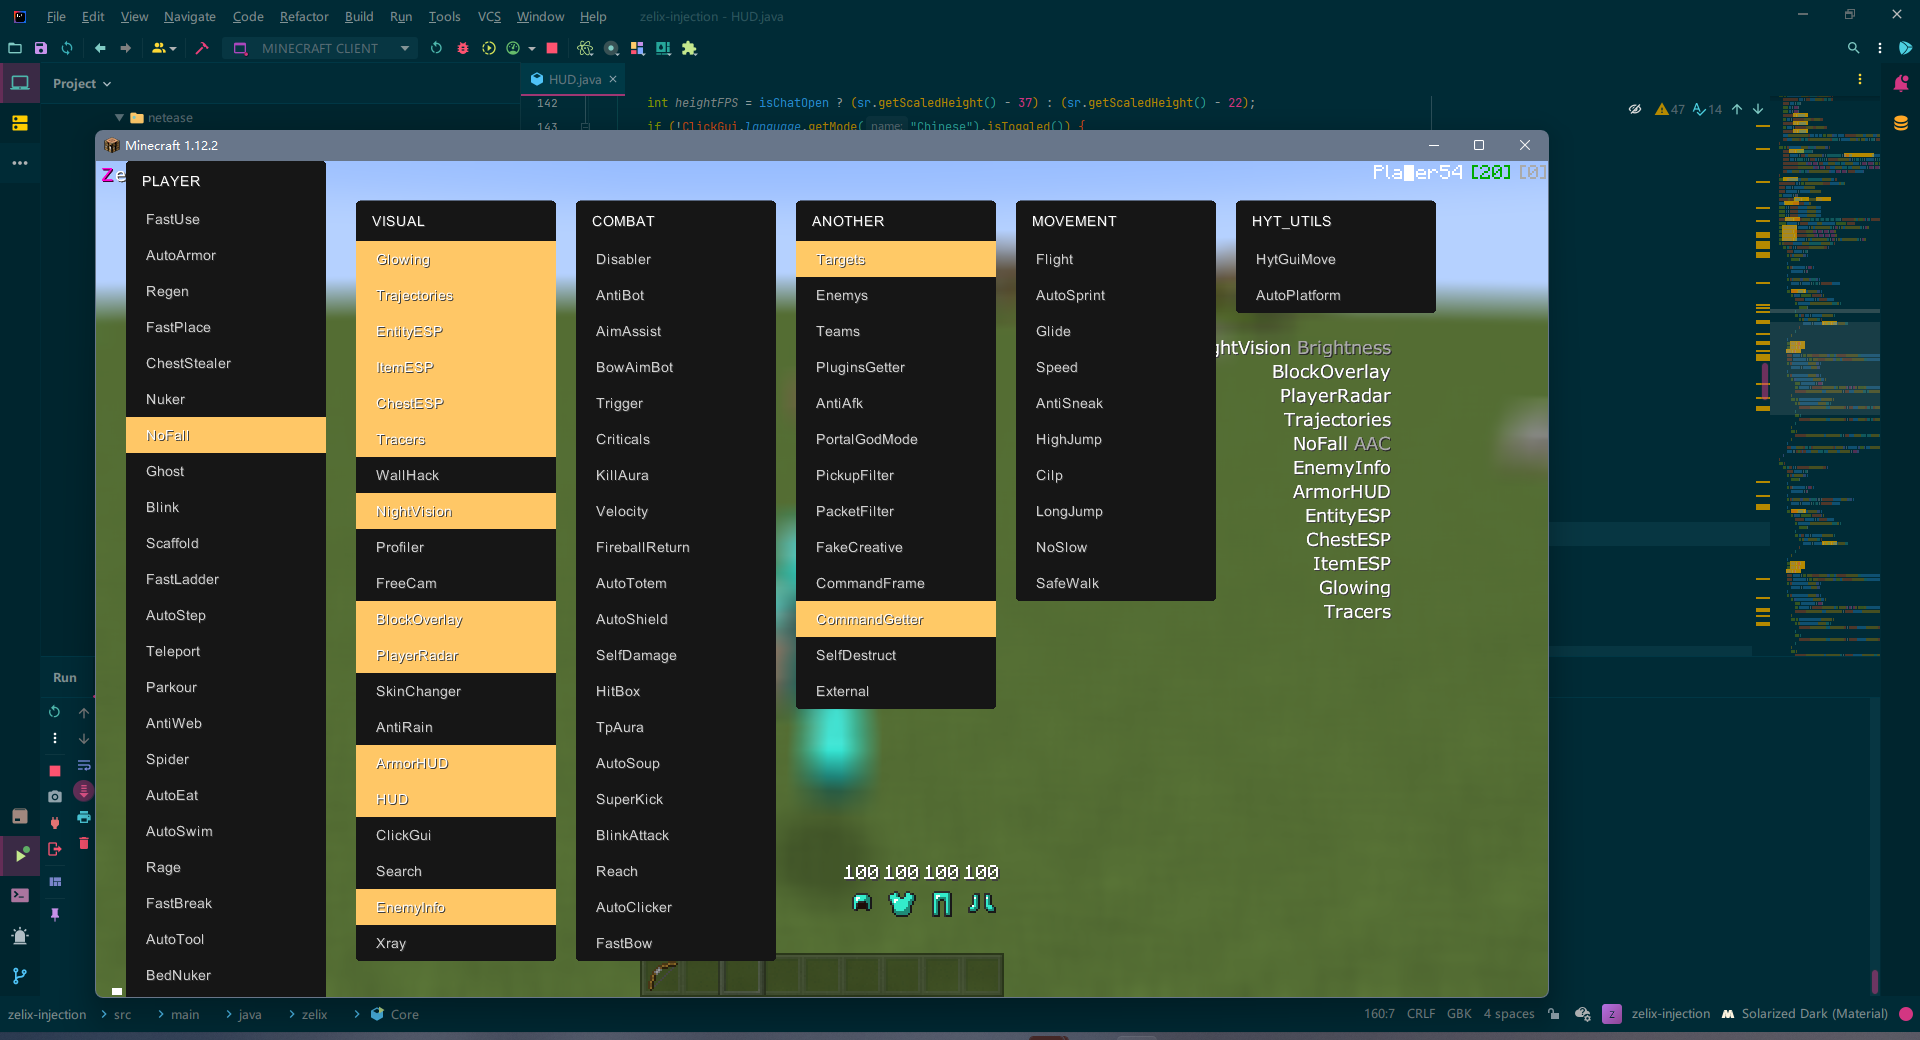 File Edit View Navigate Code Refactor Build Run Tools VCS Window Help zelix-injection - HUD.java
MINECRAFT CLIENT
Project
HUD.java
netease
142 int heightFPS = isChatOpen ? (sr.getScaledHeight() - 37) : (sr.getScaledHeight() - 22);
143 if (!ClickGui.language.getMode( name: "Chinese").isToggled()) {
47 14
Minecraft 1.12.2
Ze
[20] [0]
PLAYER
FastUse
AutoArmor
Regen
FastPlace
ChestStealer
Nuker
NoFall
Ghost
Blink
Scaffold
FastLadder
AutoStep
Teleport
Parkour
AntiWeb
Spider
AutoEat
AutoSwim
Rage
FastBreak
AutoTool
BedNuker
VISUAL
Glowing
Trajectories
EntityESP
ItemESP
ChestESP
Tracers
WallHack
NightVision
Profiler
FreeCam
BlockOverlay
PlayerRadar
SkinChanger
AntiRain
ArmorHUD
HUD
ClickGui
Search
EnemyInfo
Xray
COMBAT
Disabler
AntiBot
AimAssist
BowAimBot
Trigger
Criticals
KillAura
Velocity
FireballReturn
AutoTotem
AutoShield
SelfDamage
HitBox
TpAura
AutoSoup
SuperKick
BlinkAttack
Reach
AutoClicker
FastBow
ANOTHER
Targets
Enemys
Teams
PluginsGetter
AntiAfk
PortalGodMode
PickupFilter
PacketFilter
FakeCreative
CommandFrame
CommandGetter
SelfDestruct
External
MOVEMENT
Flight
AutoSprint
Glide
Speed
AntiSneak
HighJump
Cilp
LongJump
NoSlow
SafeWalk
HYT_UTILS
HytGuiMove
AutoPlatform
ghtVision Brightness
BlockOverlay
PlayerRadar
Trajectories
NoFall AAC
EnemyInfo
ArmorHUD
EntityESP
ChestESP
ItemESP
Glowing
Tracers
100 100 100 100
Run
zelix-injection src main java zelix Core
160:7 CRLF GBK 4 spaces Z zelix-injection Solarized Dark (Material)